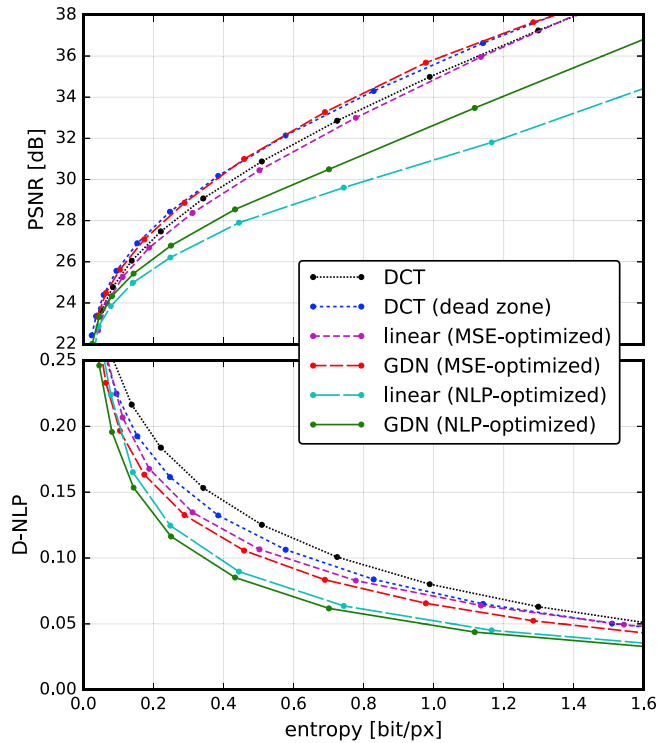 38
36
34
32
30
28
26
24
22
PSNR [dB]
DCT
DCT (dead zone)
linear (MSE-optimized)
GDN (MSE-optimized)
linear (NLP-optimized)
GDN (NLP-optimized)
0.25
0.20
0.15
0.10
0.05
0.00
D-NLP
0.0 0.2 0.4 0.6 0.8 1.0 1.2 1.4 1.6
entropy [bit/px]